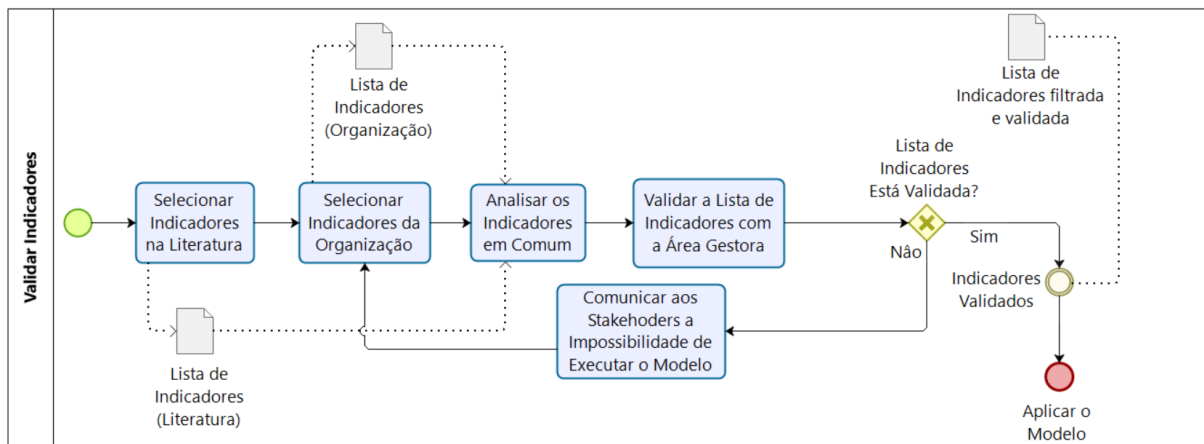 Validar Indicadores
Lista de
Indicadores
(Organização)
Lista de
Indicadores filtrada
e validada
Lista de
Indicadores
Está Validada?
Selecionar
Indicadores
na Literatura
Selecionar
Indicadores da
Organização
Analisar os
Indicadores
em Comum
Validar a Lista de
Indicadores com
a Área Gestora
Sim
Nâo
Indicadores
Validados
Comunicar aos
Stakehoders a
Impossibilidade de
Executar o Modelo
Lista de
Indicadores
(Literatura)
Aplicar o
Modelo